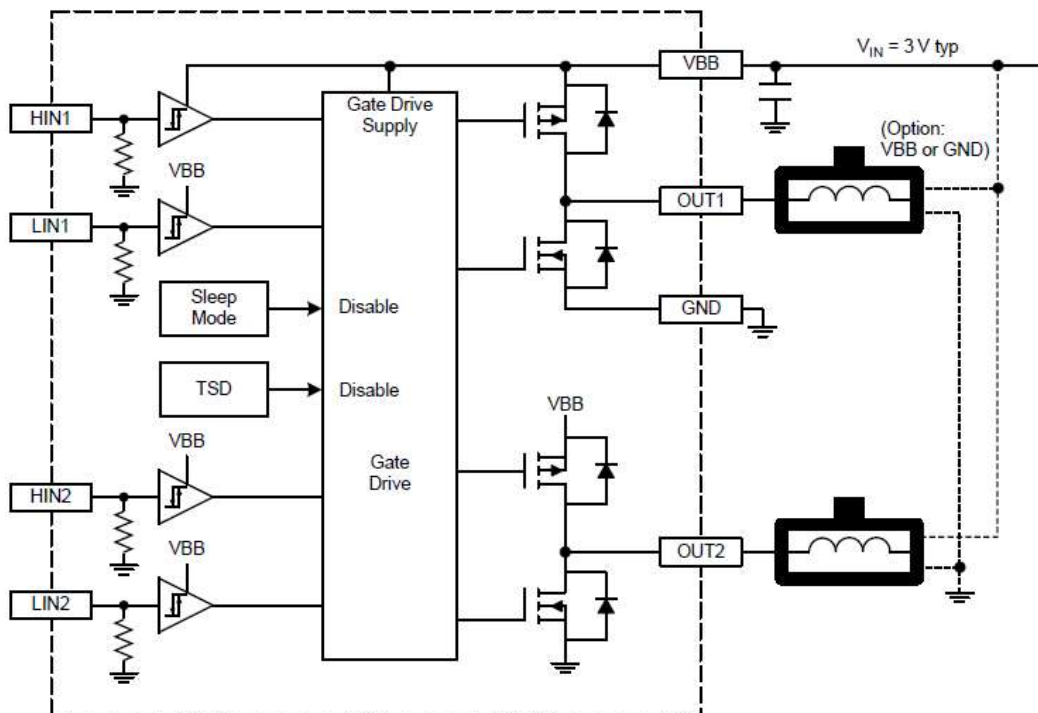 V_IN = 3 V typ
VBB
HIN1
Gate Drive
Supply
(Option:
VBB or GND)
VBB
OUT1
LIN1
Sleep
Mode
Disable
GND
TSD
Disable
VBB
VBB
Gate
Drive
HIN2
OUT2
VBB
LIN2